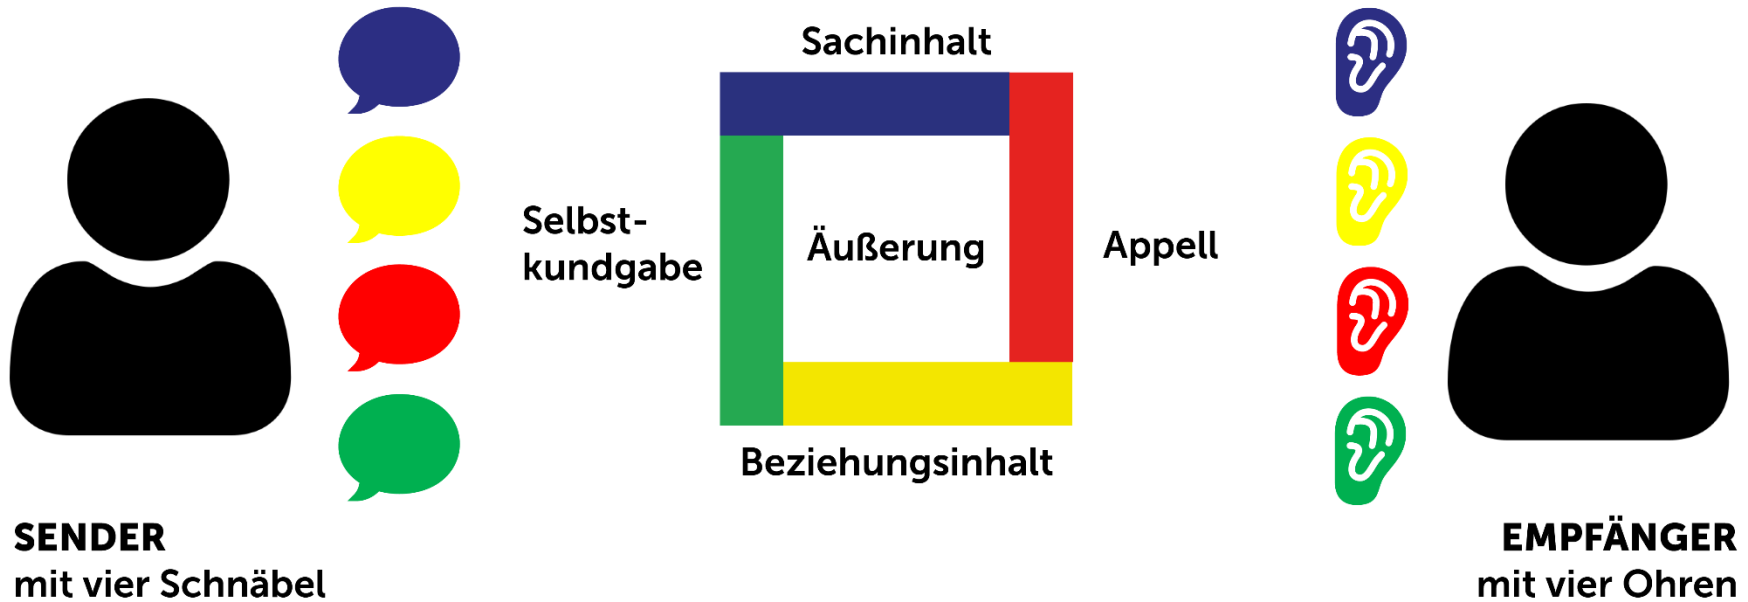 Sachinhalt
Selbst-
kundgabe
Äußerung
Appell
Beziehungsinhalt
SENDER
mit vier Schnäbel
EMPFÄNGER
mit vier Ohren